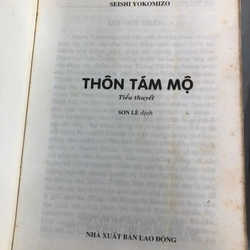 SEISHI YOKOMIZO
THÔN TÁM MỘ
Tiểu thuyết
SƠN LÊ dịch
NHÀ XUẤT BẢN LAO ĐỘNG